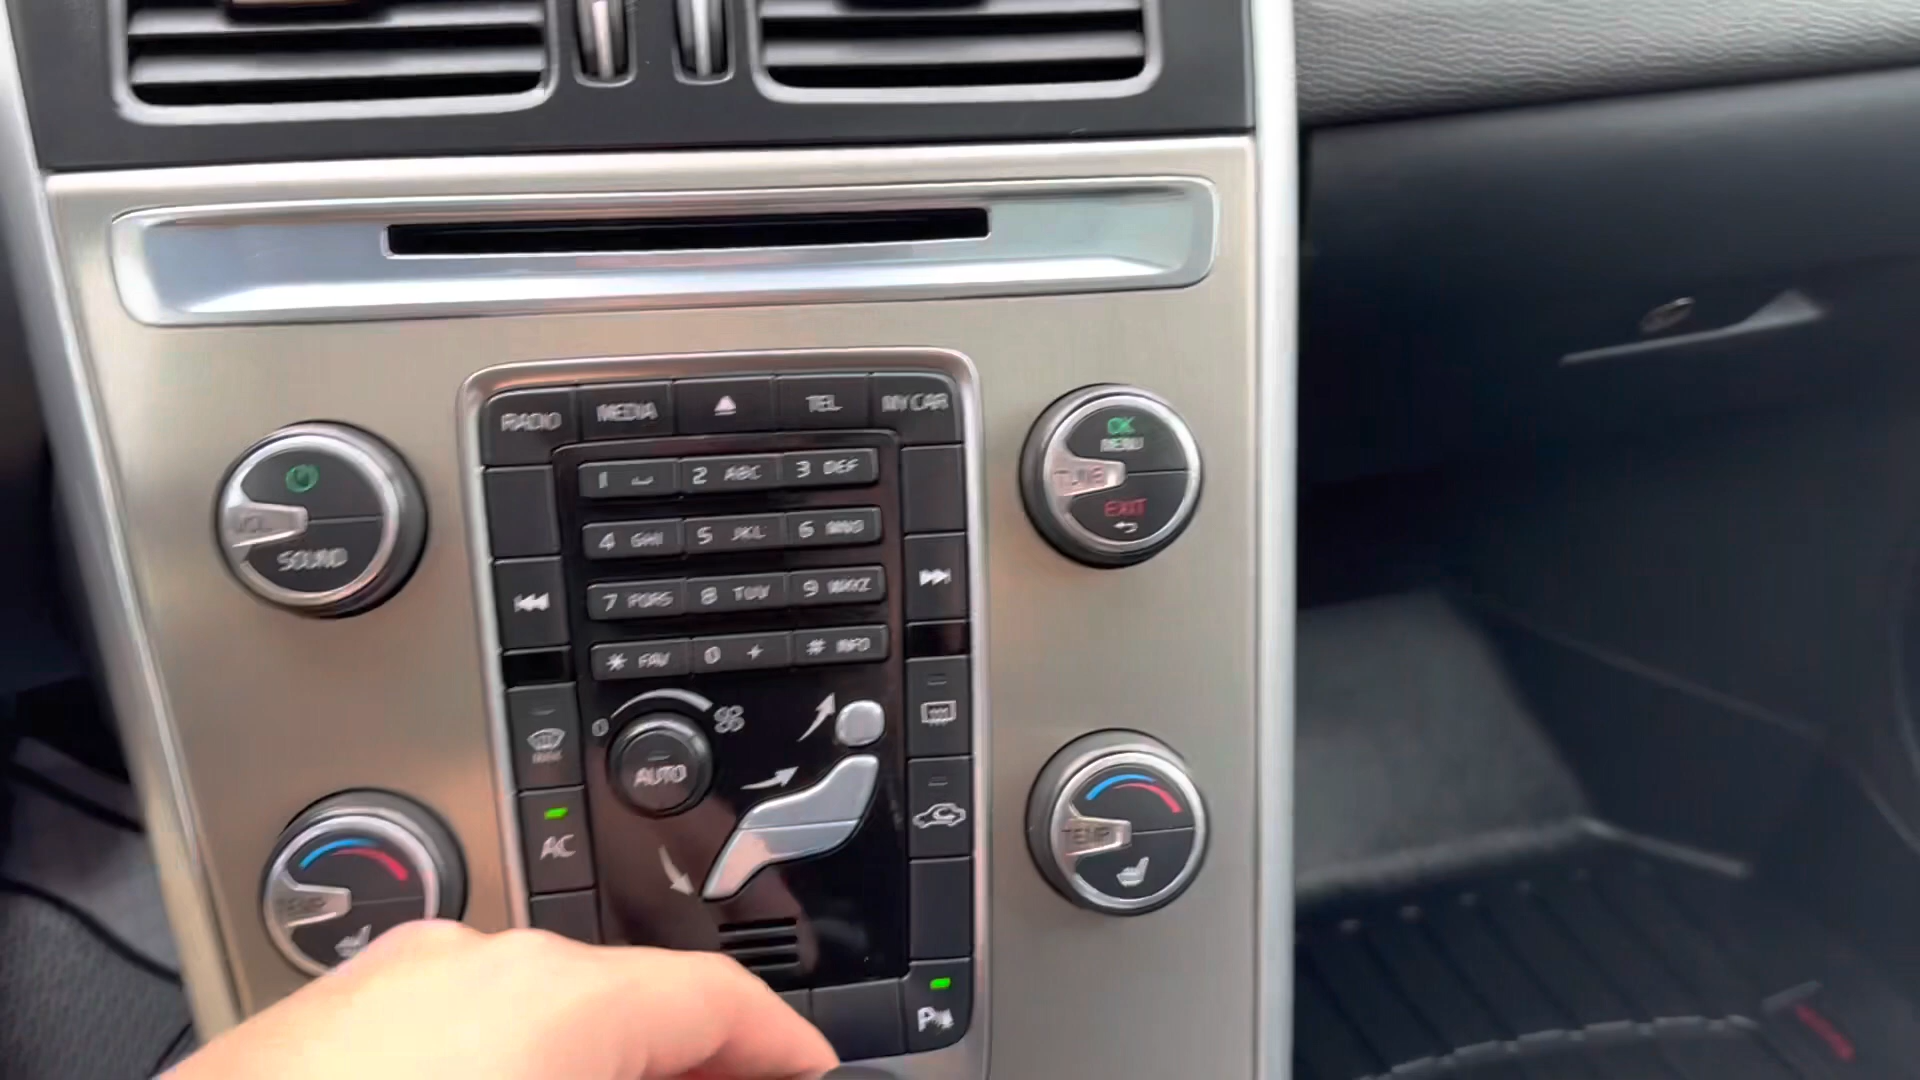 RADIO MEDIA TEL MY CAR
1 2 ABC 3 DEF
4 GHI 5 JKL 6 MNO
7 PQRS 8 TUV 9 WXYZ
* FAV 0 + # INFO
VOL
SOUND
OK
MENU
TUNE
EXIT
0
AUTO
AC
TEMP
TEMP
P